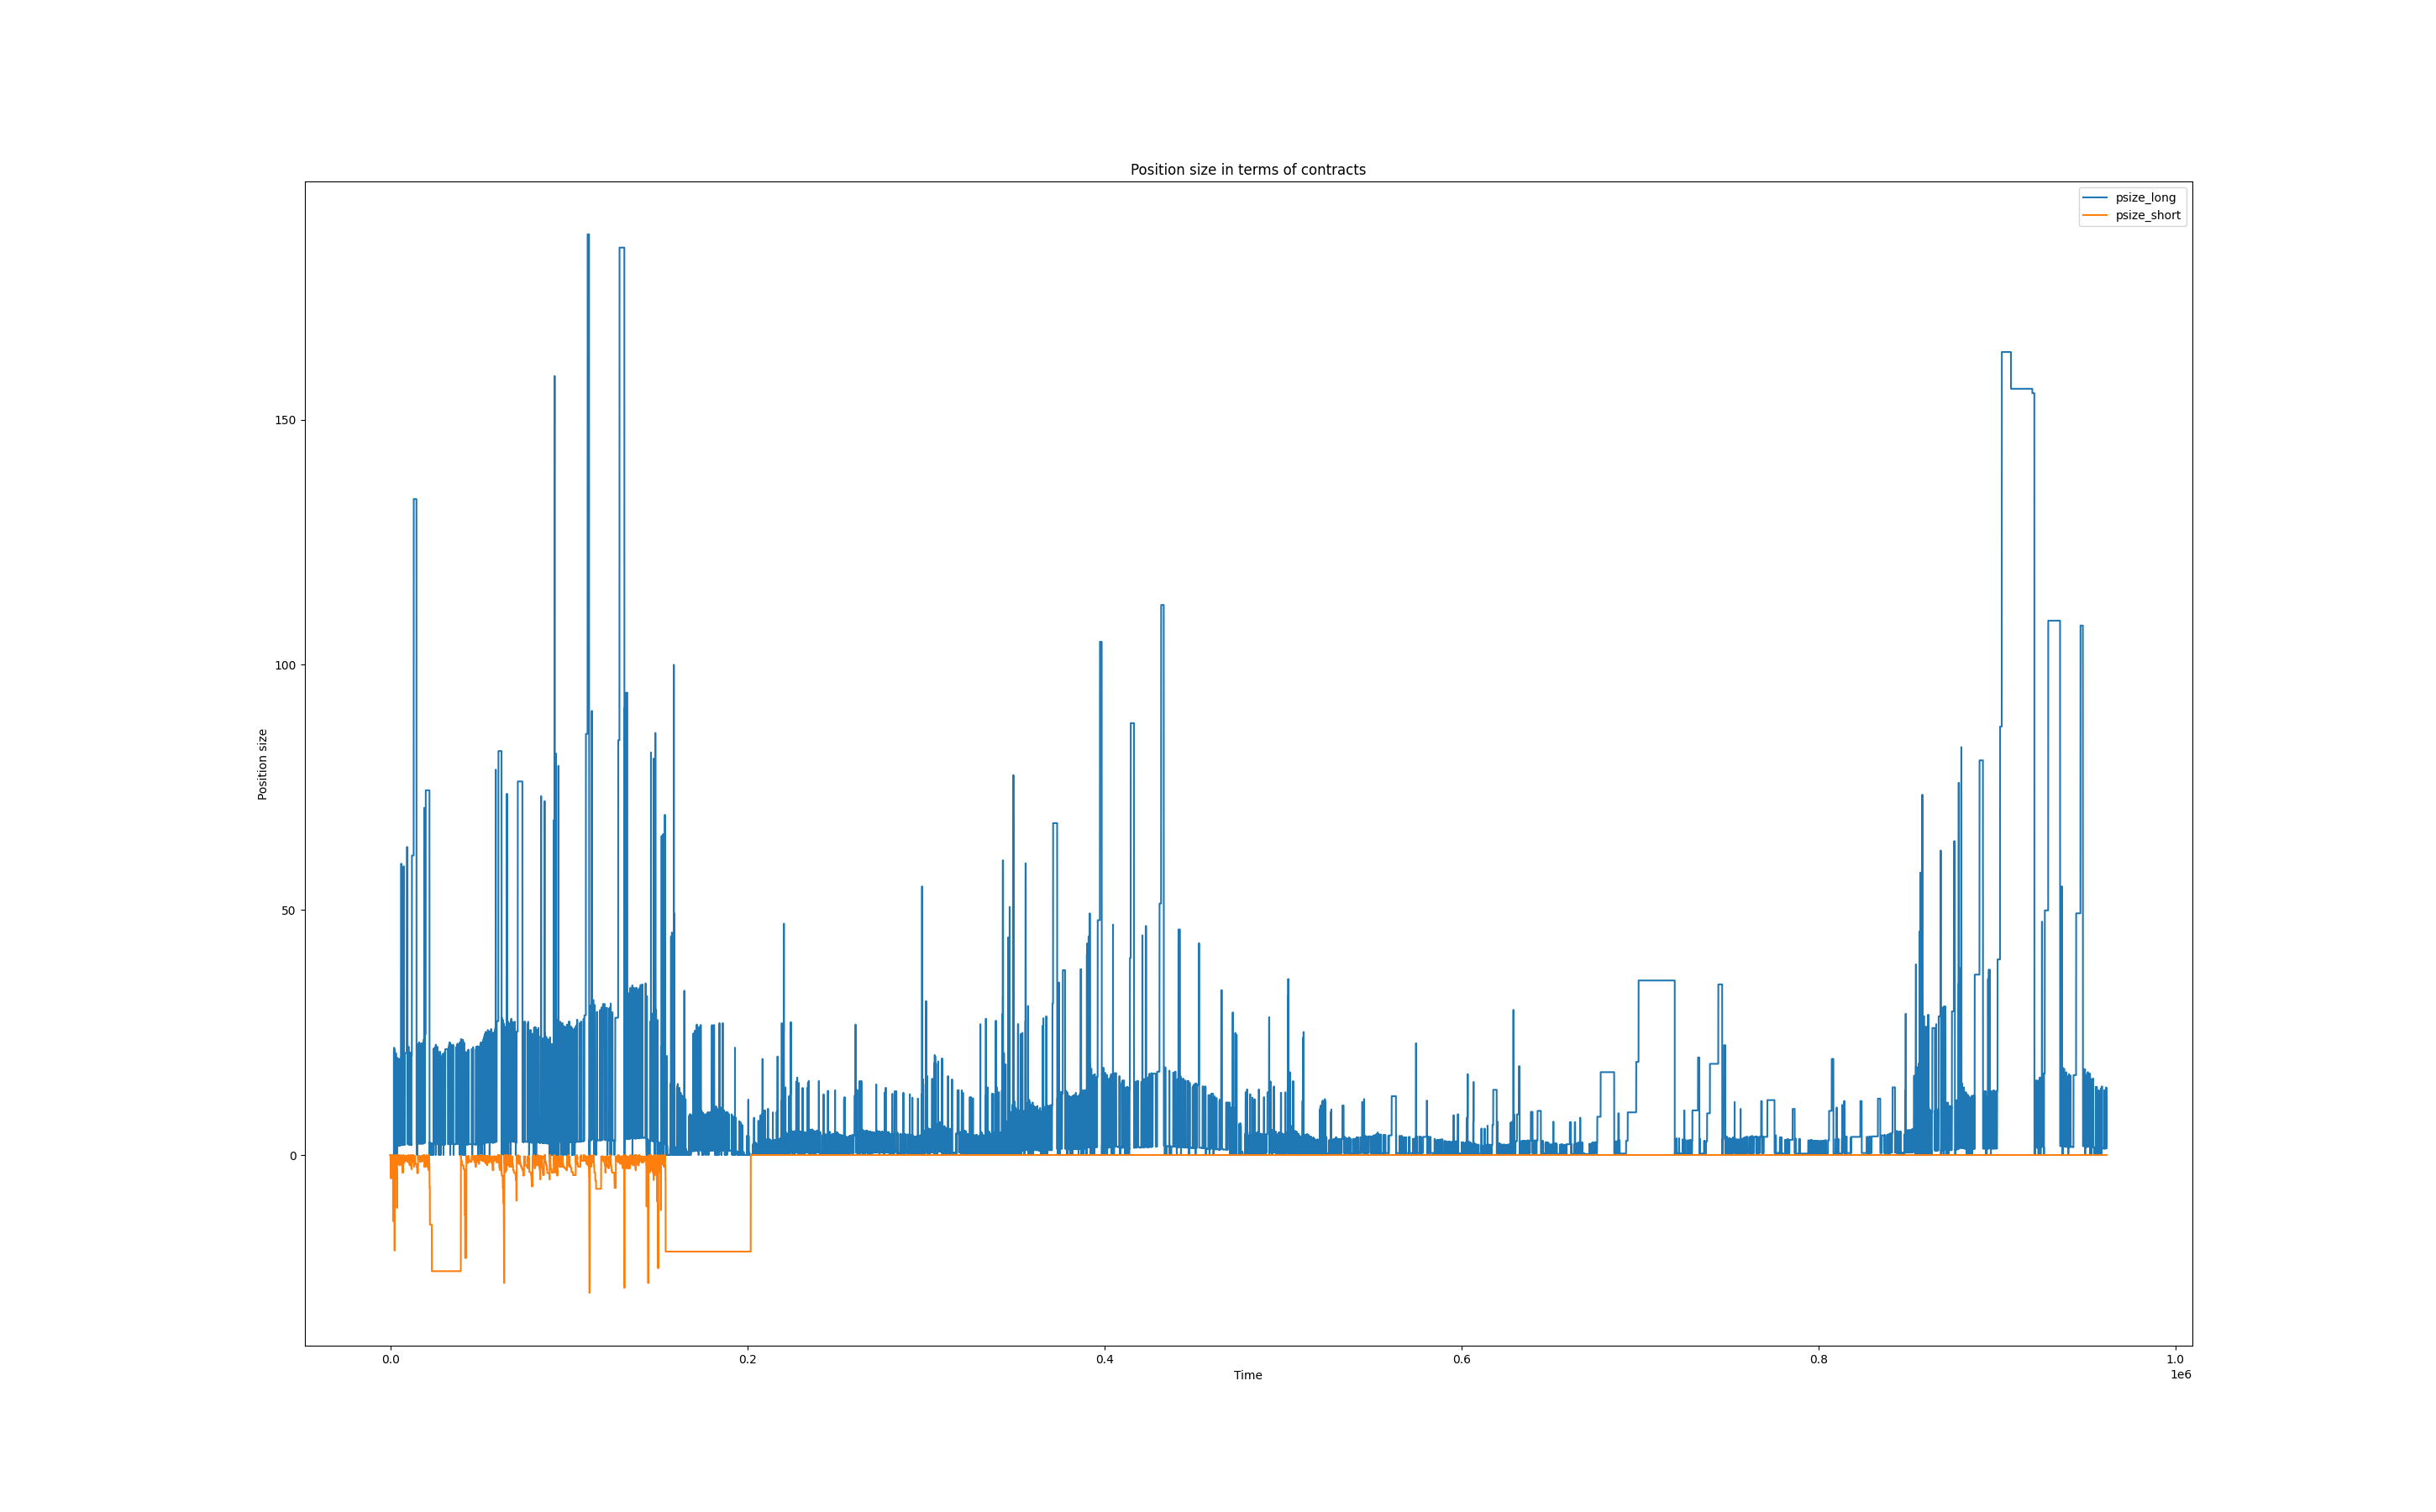 Position size in terms of contracts
psize_long
psize_short
Position size
150
100
50
0
0.0
0.2
0.4
0.6
0.8
1.0
1e6
Time